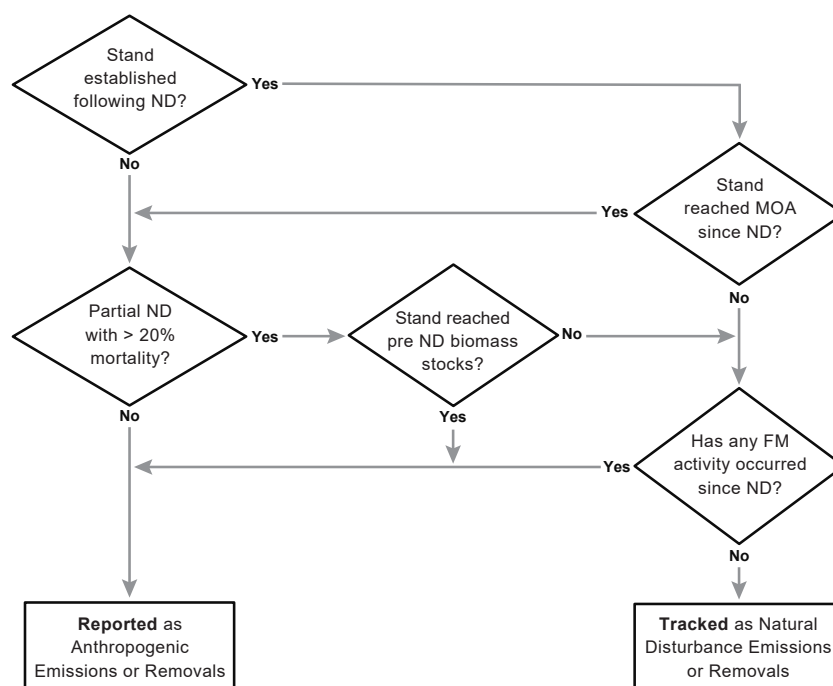 Stand
established
following ND?
Yes
No
Stand
reached MOA
since ND?
Yes
No
Partial ND
with > 20%
mortality?
Yes
No
Stand reached
pre ND biomass
stocks?
No
Yes
Has any FM
activity occurred
since ND?
Yes
No
Reported as
Anthropogenic
Emissions or Removals
Tracked as Natural
Disturbance Emissions
or Removals